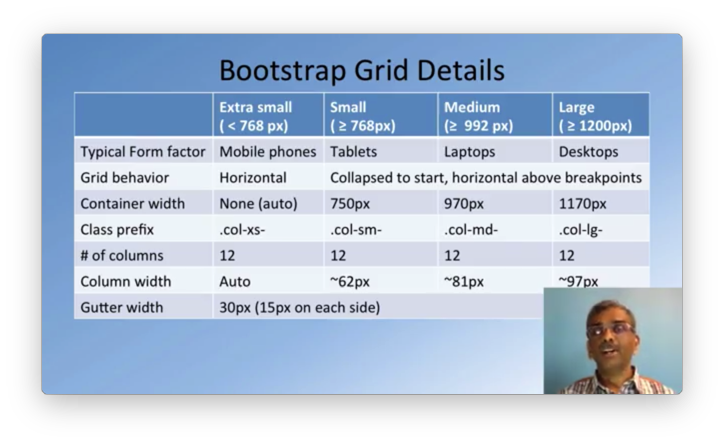 Bootstrap Grid Details
Extra small Small Medium Large
( < 768 px) ( ≥ 768px) (≥ 992 px) ( ≥ 1200px)
Typical Form factor Mobile phones Tablets Laptops Desktops
Grid behavior Horizontal Collapsed to start, horizontal above breakpoints
Container width None (auto) 750px 970px 1170px
Class prefix .col-xs- .col-sm- .col-md- .col-lg-
# of columns 12 12 12 12
Column width Auto ~62px ~81px ~97px
Gutter width 30px (15px on each side)